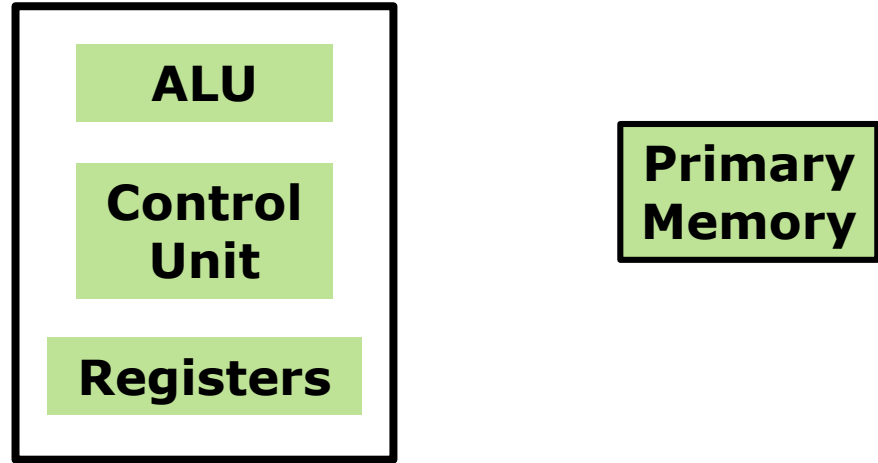 ALU
Control
Unit
Registers
Primary
Memory